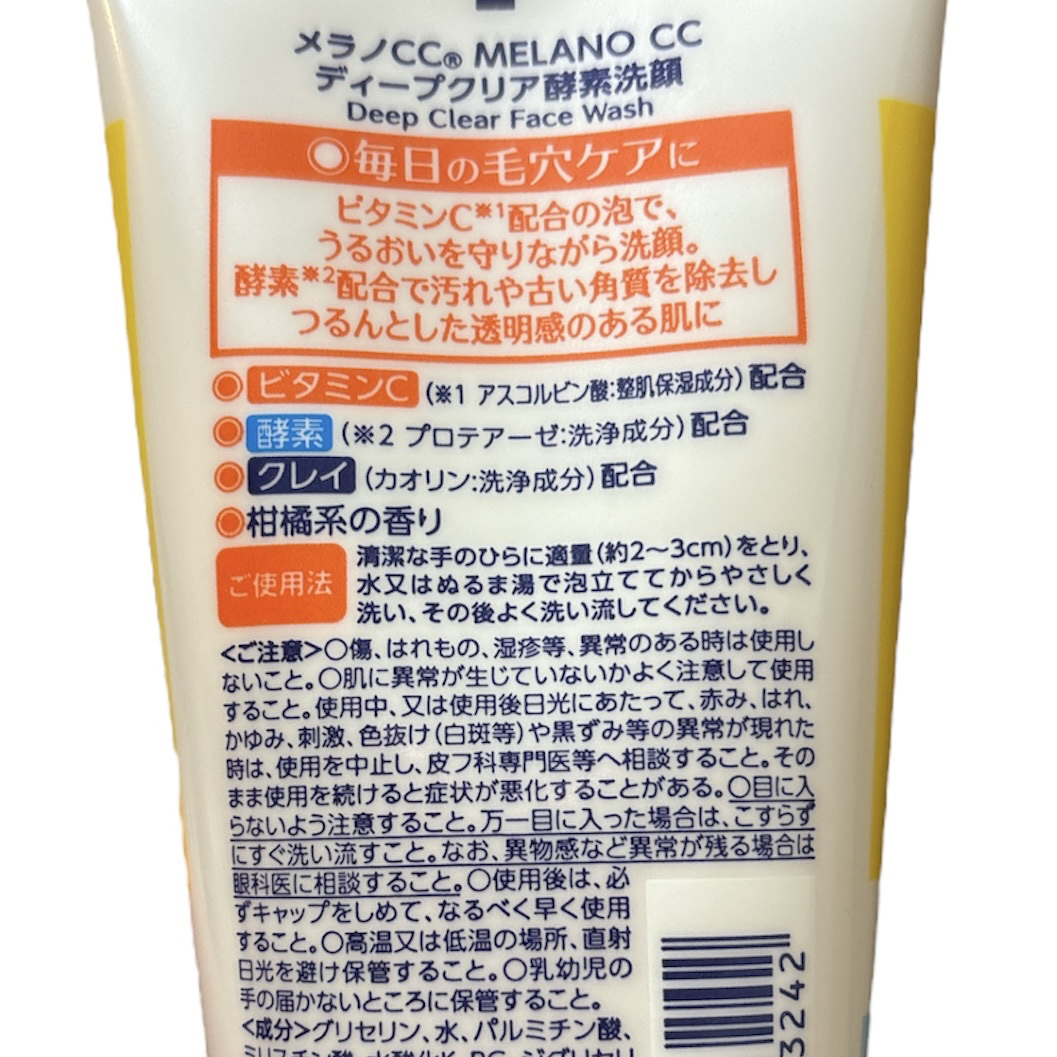 メラノCC® MELANO CC
ディープクリア酵素洗顔
Deep Clear Face Wash
◉毎日の毛穴ケアに
ビタミンC※1配合の泡で、
うるおいを守りながら洗顔。
酵素※2配合で汚れや古い角質を除去し
つるんとした透明感のある肌に
◉ビタミンC(※1 アスコルビン酸:整肌保湿成分)配合
◉酵素(※2 プロテアーゼ:洗浄成分)配合
◉クレイ(カオリン:洗浄成分)配合
◉柑橘系の香り
ご使用法
清潔な手のひらに適量(約2〜3cm)をとり、
水又はぬるま湯で泡立ててからやさしく
洗い、その後よく洗い流してください。
<ご注意>○傷、はれもの、湿疹等、異常のある時は使用し
ないこと。○肌に異常が生じていないかよく注意して使用
すること。使用中、又は使用後日光にあたって、赤み、はれ、
かゆみ、刺激、色抜け(白斑等)や黒ずみ等の異常が現れた
時は、使用を中止し、皮フ科専門医等へ相談すること。その
まま使用を続けると症状が悪化することがある。○目に入
らないよう注意すること。万一目に入った場合は、こすらず
にすぐ洗い流すこと。なお、異物感など異常が残る場合は
眼科医に相談すること。○使用後は、必
ずキャップをしめて、なるべく早く使用
すること。○高温又は低温の場所、直射
日光を避け保管すること。○乳幼児の
手の届かないところに保管すること。
<成分>グリセリン、水、パルミチン酸、
3242